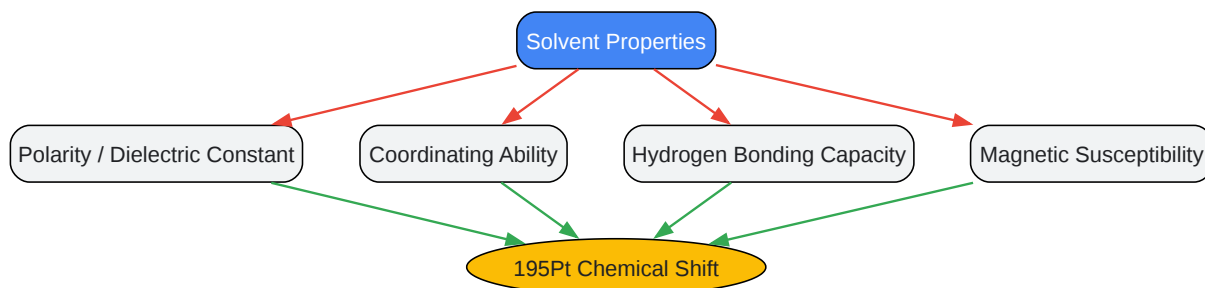 Solvent Properties
Polarity / Dielectric Constant
Coordinating Ability
Hydrogen Bonding Capacity
Magnetic Susceptibility
195Pt Chemical Shift